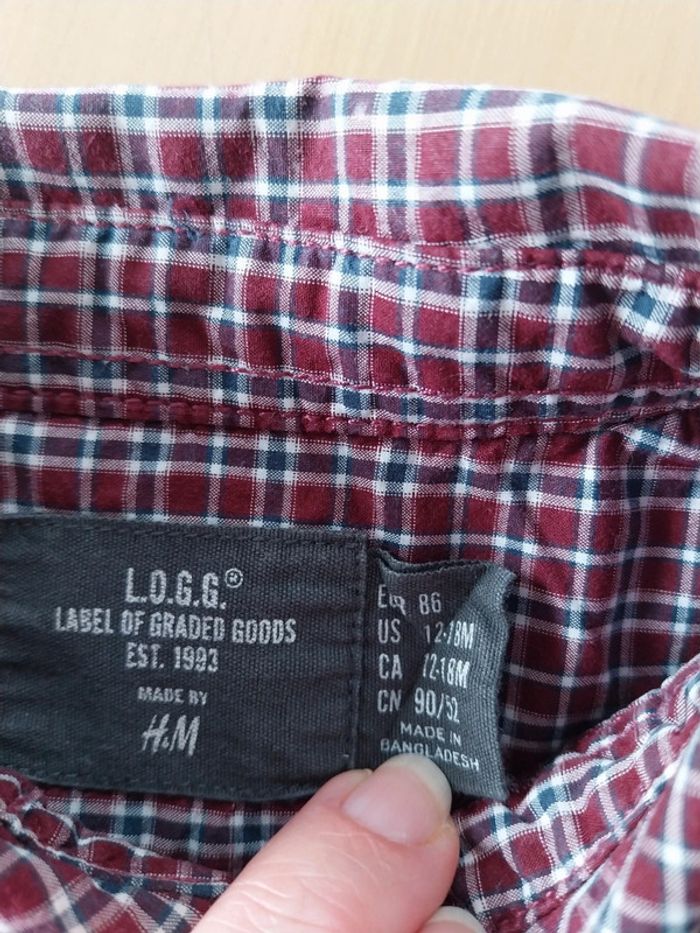 L.O.G.G.®
LABEL OF GRADED GOODS
EST. 1993
MADE BY
H&M
EUR 86
US 12-18M
CA 12-18M
CN 90/52
MADE IN
BANGLADESH